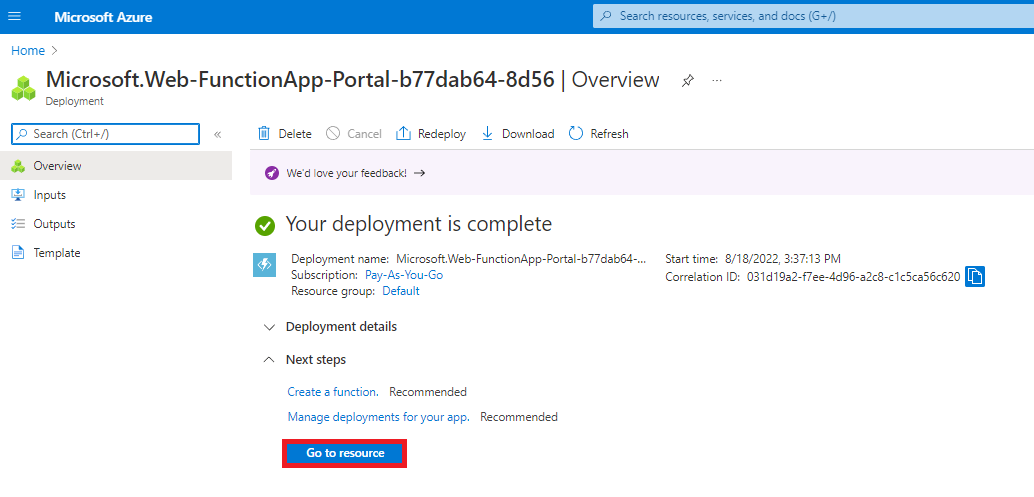 Microsoft Azure
Search resources, services, and docs (G+/)
Home >
Microsoft.Web-FunctionApp-Portal-b77dab64-8d56 | Overview ...
Deployment
Search (Ctrl+/) «
Delete Cancel Redeploy Download Refresh
Overview
Inputs
Outputs
Template
We'd love your feedback! →
Your deployment is complete
Deployment name: Microsoft.Web-FunctionApp-Portal-b77dab64-...
Subscription: Pay-As-You-Go
Resource group: Default
Start time: 8/18/2022, 3:37:13 PM
Correlation ID: 031d19a2-f7ee-4d96-a2c8-c1c5ca56c620
Deployment details
Next steps
Create a function. Recommended
Manage deployments for your app. Recommended
Go to resource